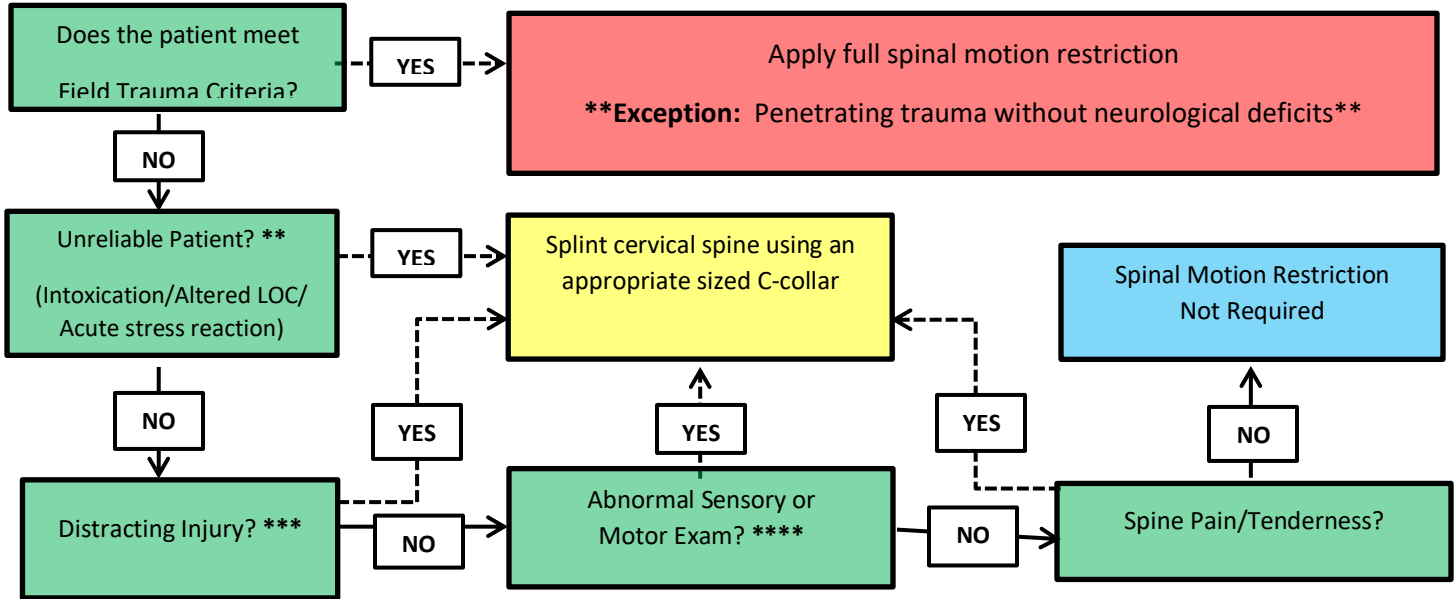 Does the patient meet
Field Trauma Criteria?
YES
Apply full spinal motion restriction
**Exception: Penetrating trauma without neurological deficits**
NO
Unreliable Patient? **
(Intoxication/Altered LOC/
Acute stress reaction)
YES
Splint cervical spine using an
appropriate sized C-collar
Spinal Motion Restriction
Not Required
NO
YES
YES
YES
NO
Distracting Injury? ***
NO
Abnormal Sensory or
Motor Exam? ****
NO
Spine Pain/Tenderness?